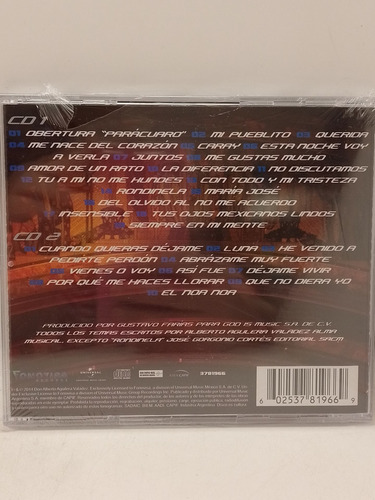 CD 1
01 OBERTURA "PARÁCUARO" 02 MI PUEBLITO 03 QUERIDA
04 ME NACE DEL CORAZÓN 05 CARAY 06 ESTA NOCHE VOY
A VERLA 07 JUNTOS 08 ME GUSTAS MUCHO
09 AMOR DE UN RATO 10 LA DIFERENCIA 11 NO DISCUTAMOS
12 TU A MI NO ME HUNDES 13 CON TODO Y MI TRISTEZA
14 RONDINELA 15 MARÍA JOSÉ
16 DEL OLVIDO AL NO ME ACUERDO
17 INSENSIBLE 18 TUS OJOS MEXICANOS LINDOS
19 SIEMPRE EN MI MENTE
CD 2
01 CUANDO QUIERAS DÉJAME 02 LUNA 03 HE VENIDO A
PEDIRTE PERDÓN 04 ABRÁZAME MUY FUERTE
05 VIENES O VOY 06 ASÍ FUE 07 DÉJAME VIVIR
08 POR QUÉ ME HACES LLORAR 09 QUE NO DIERA YO
10 EL NOA NOA
PRODUCIDO POR GUSTAVO FARIAS PARA GOD IS MUSIC S.A. DE C.V.
TODOS LOS TEMAS ESCRITOS POR ALBERTO AGUILERA VALADEZ ALMA
MUSICAL. EXCEPTO "RONDINELA" JOSÉ GORGONIO CORTÉS EDITORIAL SACM
3781966
6 02537 81966 9